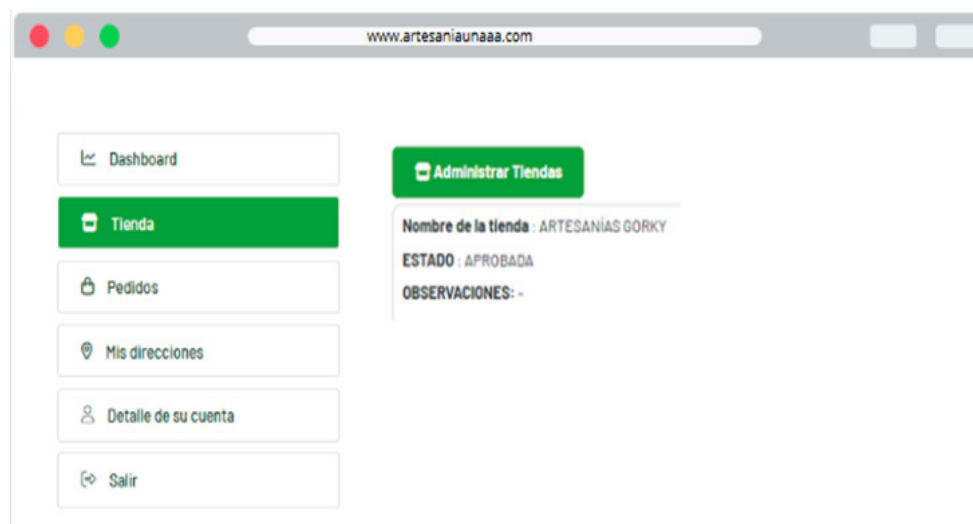 www.artesaniaunaaa.com
Dashboard
Tienda
Pedidos
Mis direcciones
Detalle de su cuenta
Salir
Administrar Tiendas
Nombre de la tienda : ARTESANÍAS GORKY
ESTADO : APROBADA
OBSERVACIONES: -